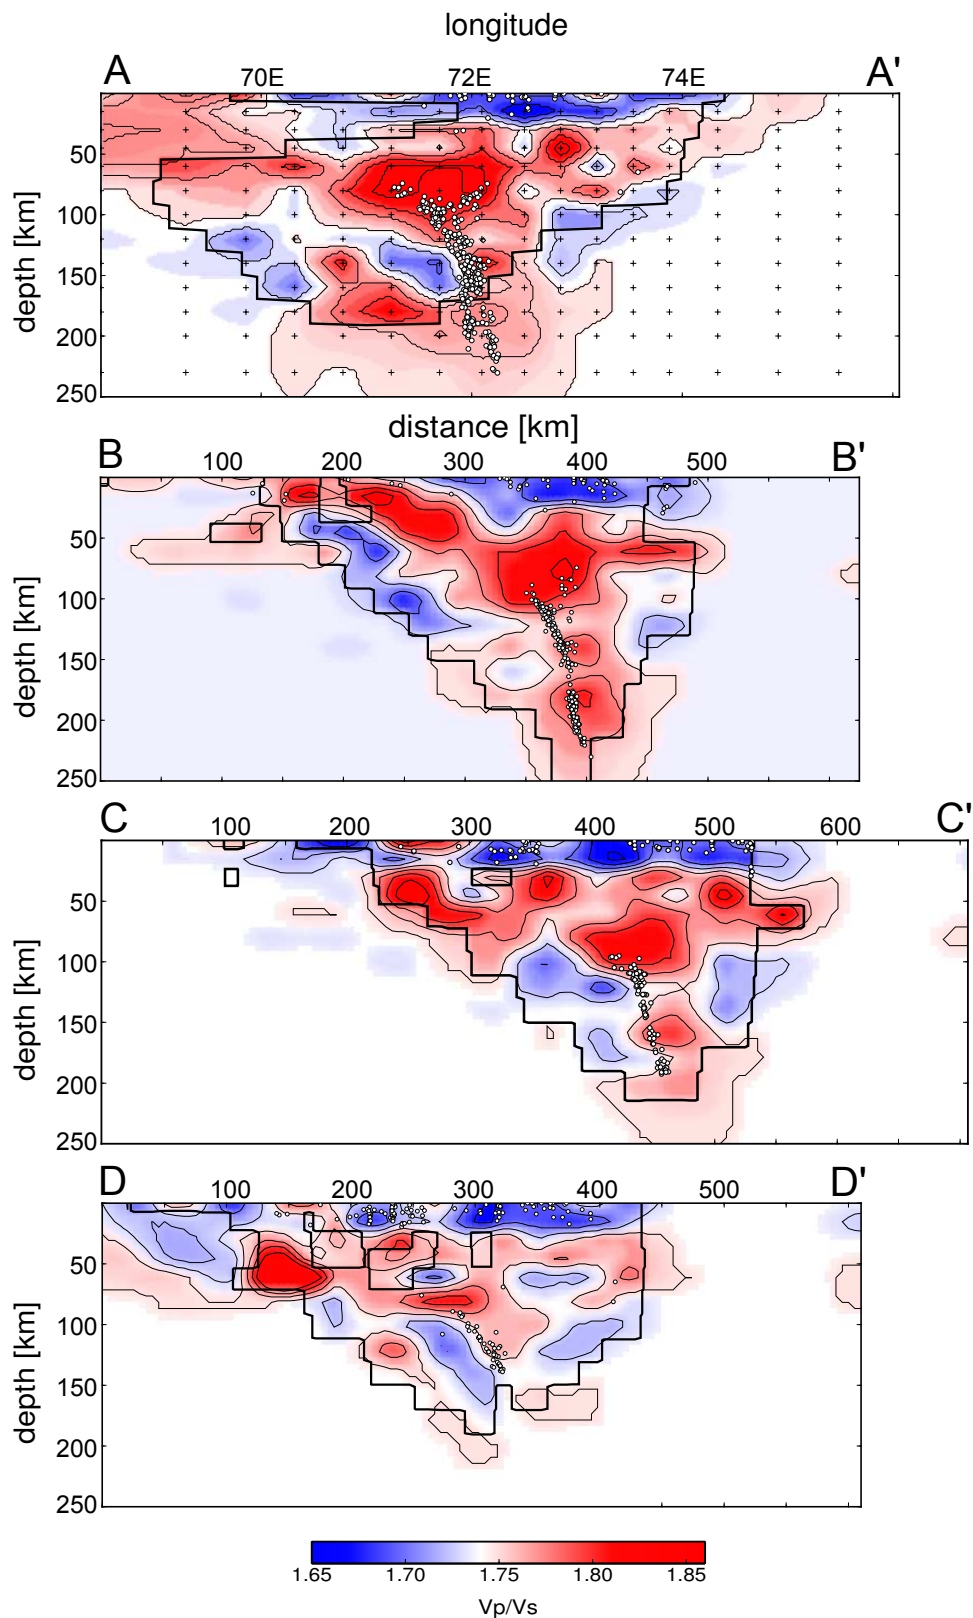 longitude
A 70E 72E 74E A'
50
100
150
200
250
depth [km]
distance [km]
B 100 200 300 400 500 B'
50
100
150
200
250
depth [km]
C 100 200 300 400 500 600 C'
50
100
150
200
250
depth [km]
D 100 200 300 400 500 D'
50
100
150
200
250
depth [km]
1.65 1.70 1.75 1.80 1.85
Vp/Vs